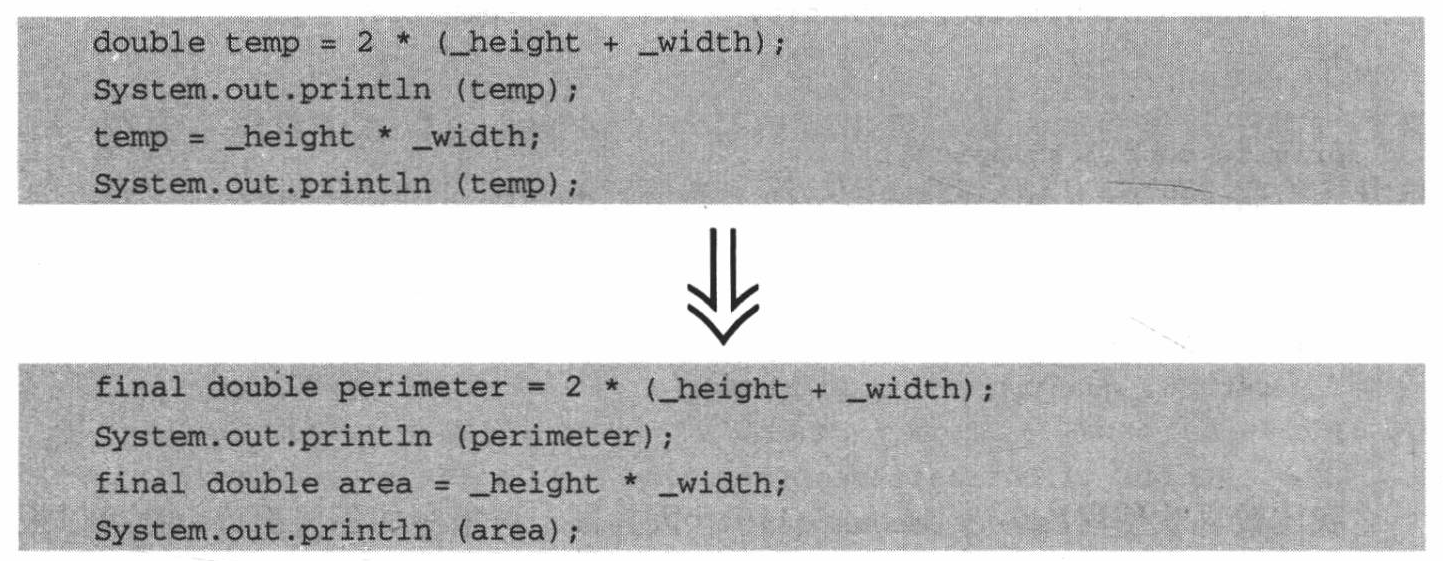 double temp = 2 * (_height + _width);
System.out.println (temp);
temp = _height * _width;
System.out.println (temp);
final double perimeter = 2 * (_height + _width);
System.out.println (perimeter);
final double area = _height * _width;
System.out.println (area);